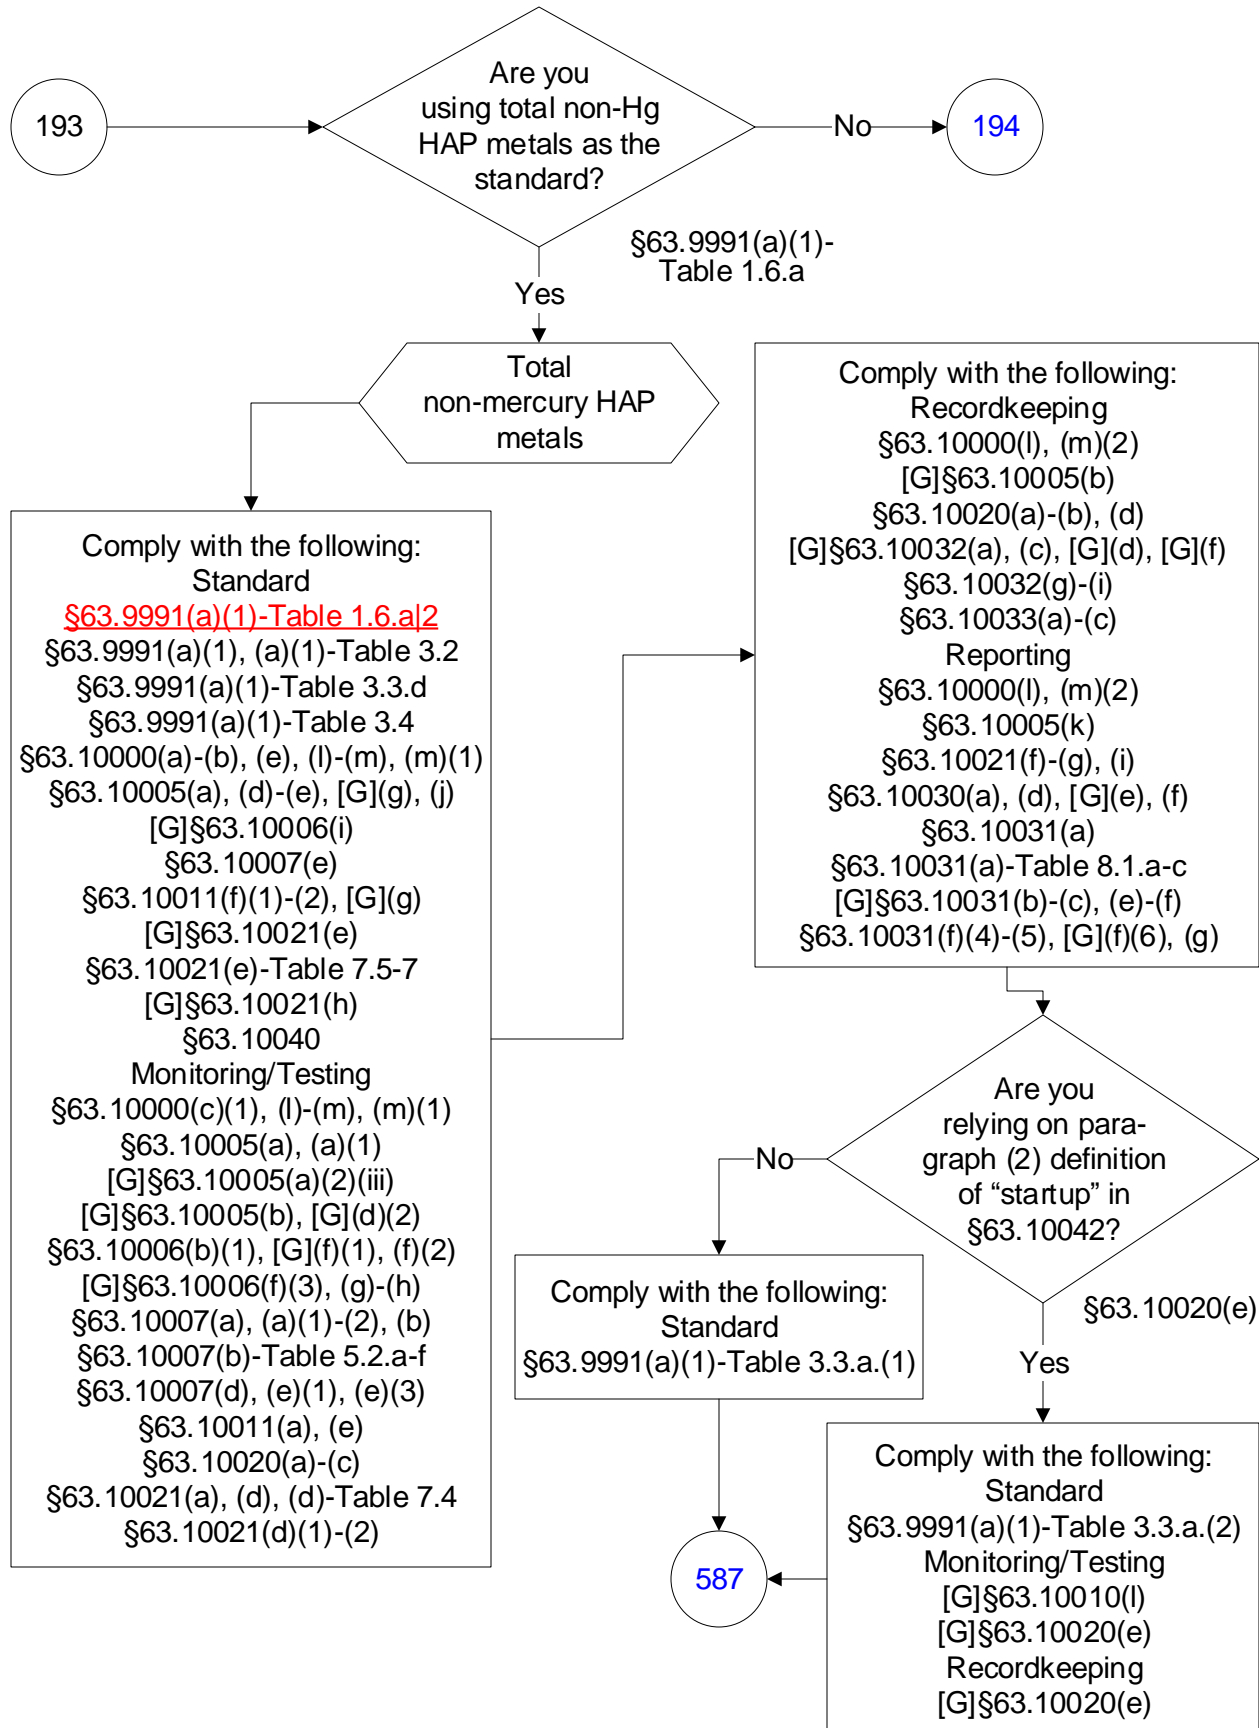 193
Are you
using total non-Hg
HAP metals as the
standard?
No
194
§63.9991(a)(1)-
Table 1.6.a
Yes
Total
non-mercury HAP
metals
Comply with the following:
Standard
§63.9991(a)(1)-Table 1.6.a|2
§63.9991(a)(1), (a)(1)-Table 3.2
§63.9991(a)(1)-Table 3.3.d
§63.9991(a)(1)-Table 3.4
§63.10000(a)-(b), (e), (l)-(m), (m)(1)
§63.10005(a), (d)-(e), [G](g), (j)
[G]§63.10006(i)
§63.10007(e)
§63.10011(f)(1)-(2), [G](g)
[G]§63.10021(e)
§63.10021(e)-Table 7.5-7
[G]§63.10021(h)
§63.10040
Monitoring/Testing
§63.10000(c)(1), (l)-(m), (m)(1)
§63.10005(a), (a)(1)
[G]§63.10005(a)(2)(iii)
[G]§63.10005(b), [G](d)(2)
§63.10006(b)(1), [G](f)(1), (f)(2)
[G]§63.10006(f)(3), (g)-(h)
§63.10007(a), (a)(1)-(2), (b)
§63.10007(b)-Table 5.2.a-f
§63.10007(d), (e)(1), (e)(3)
§63.10011(a), (e)
§63.10020(a)-(c)
§63.10021(a), (d), (d)-Table 7.4
§63.10021(d)(1)-(2)
Comply with the following:
Recordkeeping
§63.10000(l), (m)(2)
[G]§63.10005(b)
§63.10020(a)-(b), (d)
[G]§63.10032(a), (c), [G](d), [G](f)
§63.10032(g)-(i)
§63.10033(a)-(c)
Reporting
§63.10000(l), (m)(2)
§63.10005(k)
§63.10021(f)-(g), (i)
§63.10030(a), (d), [G](e), (f)
§63.10031(a)
§63.10031(a)-Table 8.1.a-c
[G]§63.10031(b)-(c), (e)-(f)
§63.10031(f)(4)-(5), [G](f)(6), (g)
Are you
relying on para-
graph (2) definition
of “startup” in
§63.10042?
No
§63.10020(e)
Yes
Comply with the following:
Standard
§63.9991(a)(1)-Table 3.3.a.(1)
Comply with the following:
Standard
§63.9991(a)(1)-Table 3.3.a.(2)
Monitoring/Testing
[G]§63.10010(l)
[G]§63.10020(e)
Recordkeeping
[G]§63.10020(e)
587